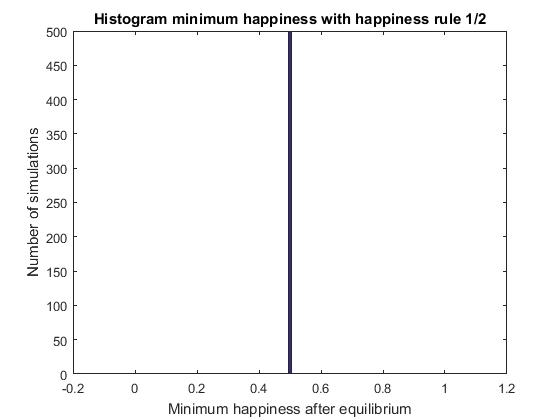 Histogram minimum happiness with happiness rule 1/2
500
450
400
350
300
250
200
150
100
50
0
Number of simulations
-0.2 0 0.2 0.4 0.6 0.8 1 1.2
Minimum happiness after equilibrium